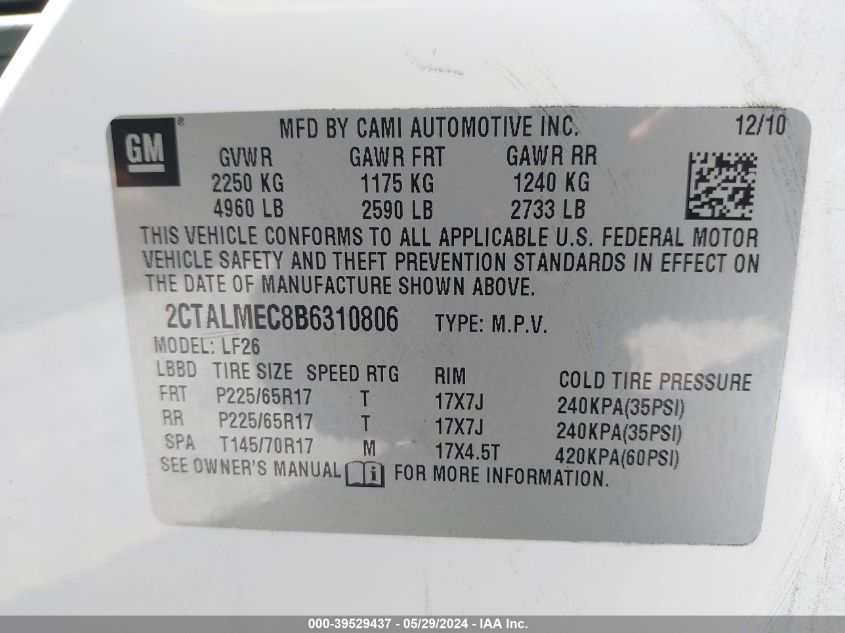 GM ® MFD BY CAMI AUTOMOTIVE INC. 12/10
GVWR GAWR FRT GAWR RR
2250 KG 1175 KG 1240 KG
4960 LB 2590 LB 2733 LB
THIS VEHICLE CONFORMS TO ALL APPLICABLE U.S. FEDERAL MOTOR
VEHICLE SAFETY AND THEFT PREVENTION STANDARDS IN EFFECT ON
THE DATE OF MANUFACTURE SHOWN ABOVE.
2CTALMEC8B6310806 TYPE: M.P.V.
MODEL: LF26
LBBD TIRE SIZE SPEED RTG RIM COLD TIRE PRESSURE
FRT P225/65R17 T 17X7J 240KPA(35PSI)
RR P225/65R17 T 17X7J 240KPA(35PSI)
SPA T145/70R17 M 17X4.5T 420KPA(60PSI)
SEE OWNER'S MANUAL i FOR MORE INFORMATION.
000-39529437 - 05/29/2024 - IAA Inc.